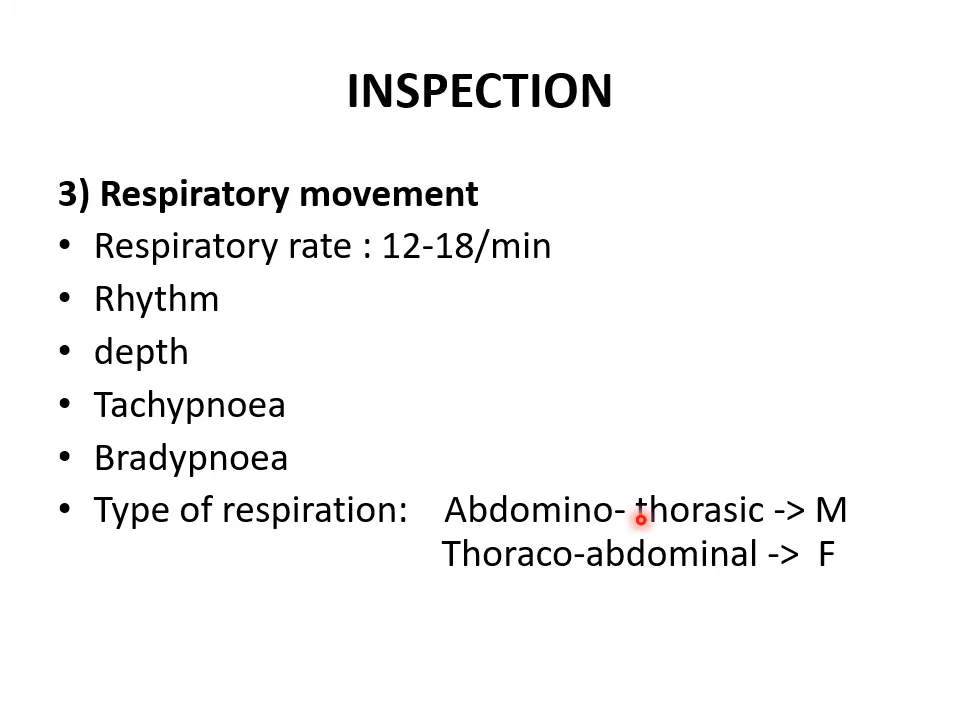 INSPECTION
3) Respiratory movement
• Respiratory rate : 12-18/min
• Rhythm
• depth
• Tachypnoea
• Bradypnoea
• Type of respiration: Abdomino- thorasic -> M
Thoraco-abdominal -> F